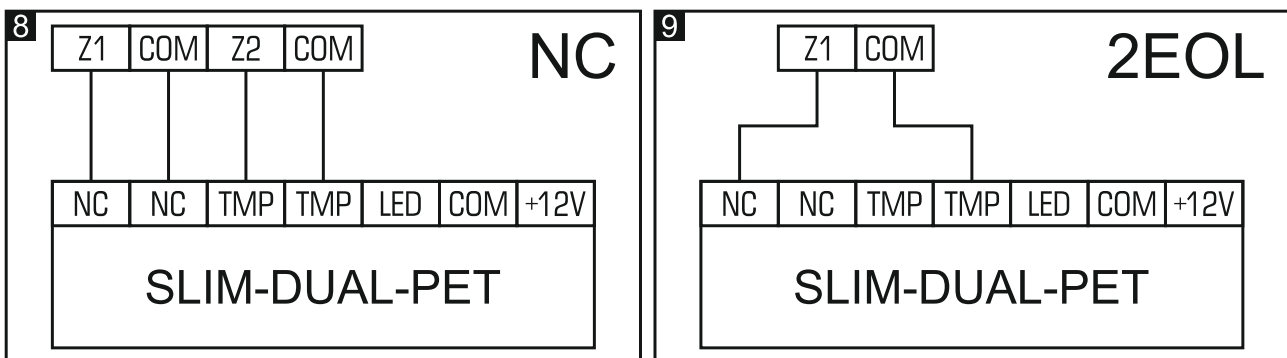 8
NC
Z1 COM Z2 COM
NC NC TMP TMP LED COM +12V
SLIM-DUAL-PET
9
2EOL
Z1 COM
NC NC TMP TMP LED COM +12V
SLIM-DUAL-PET